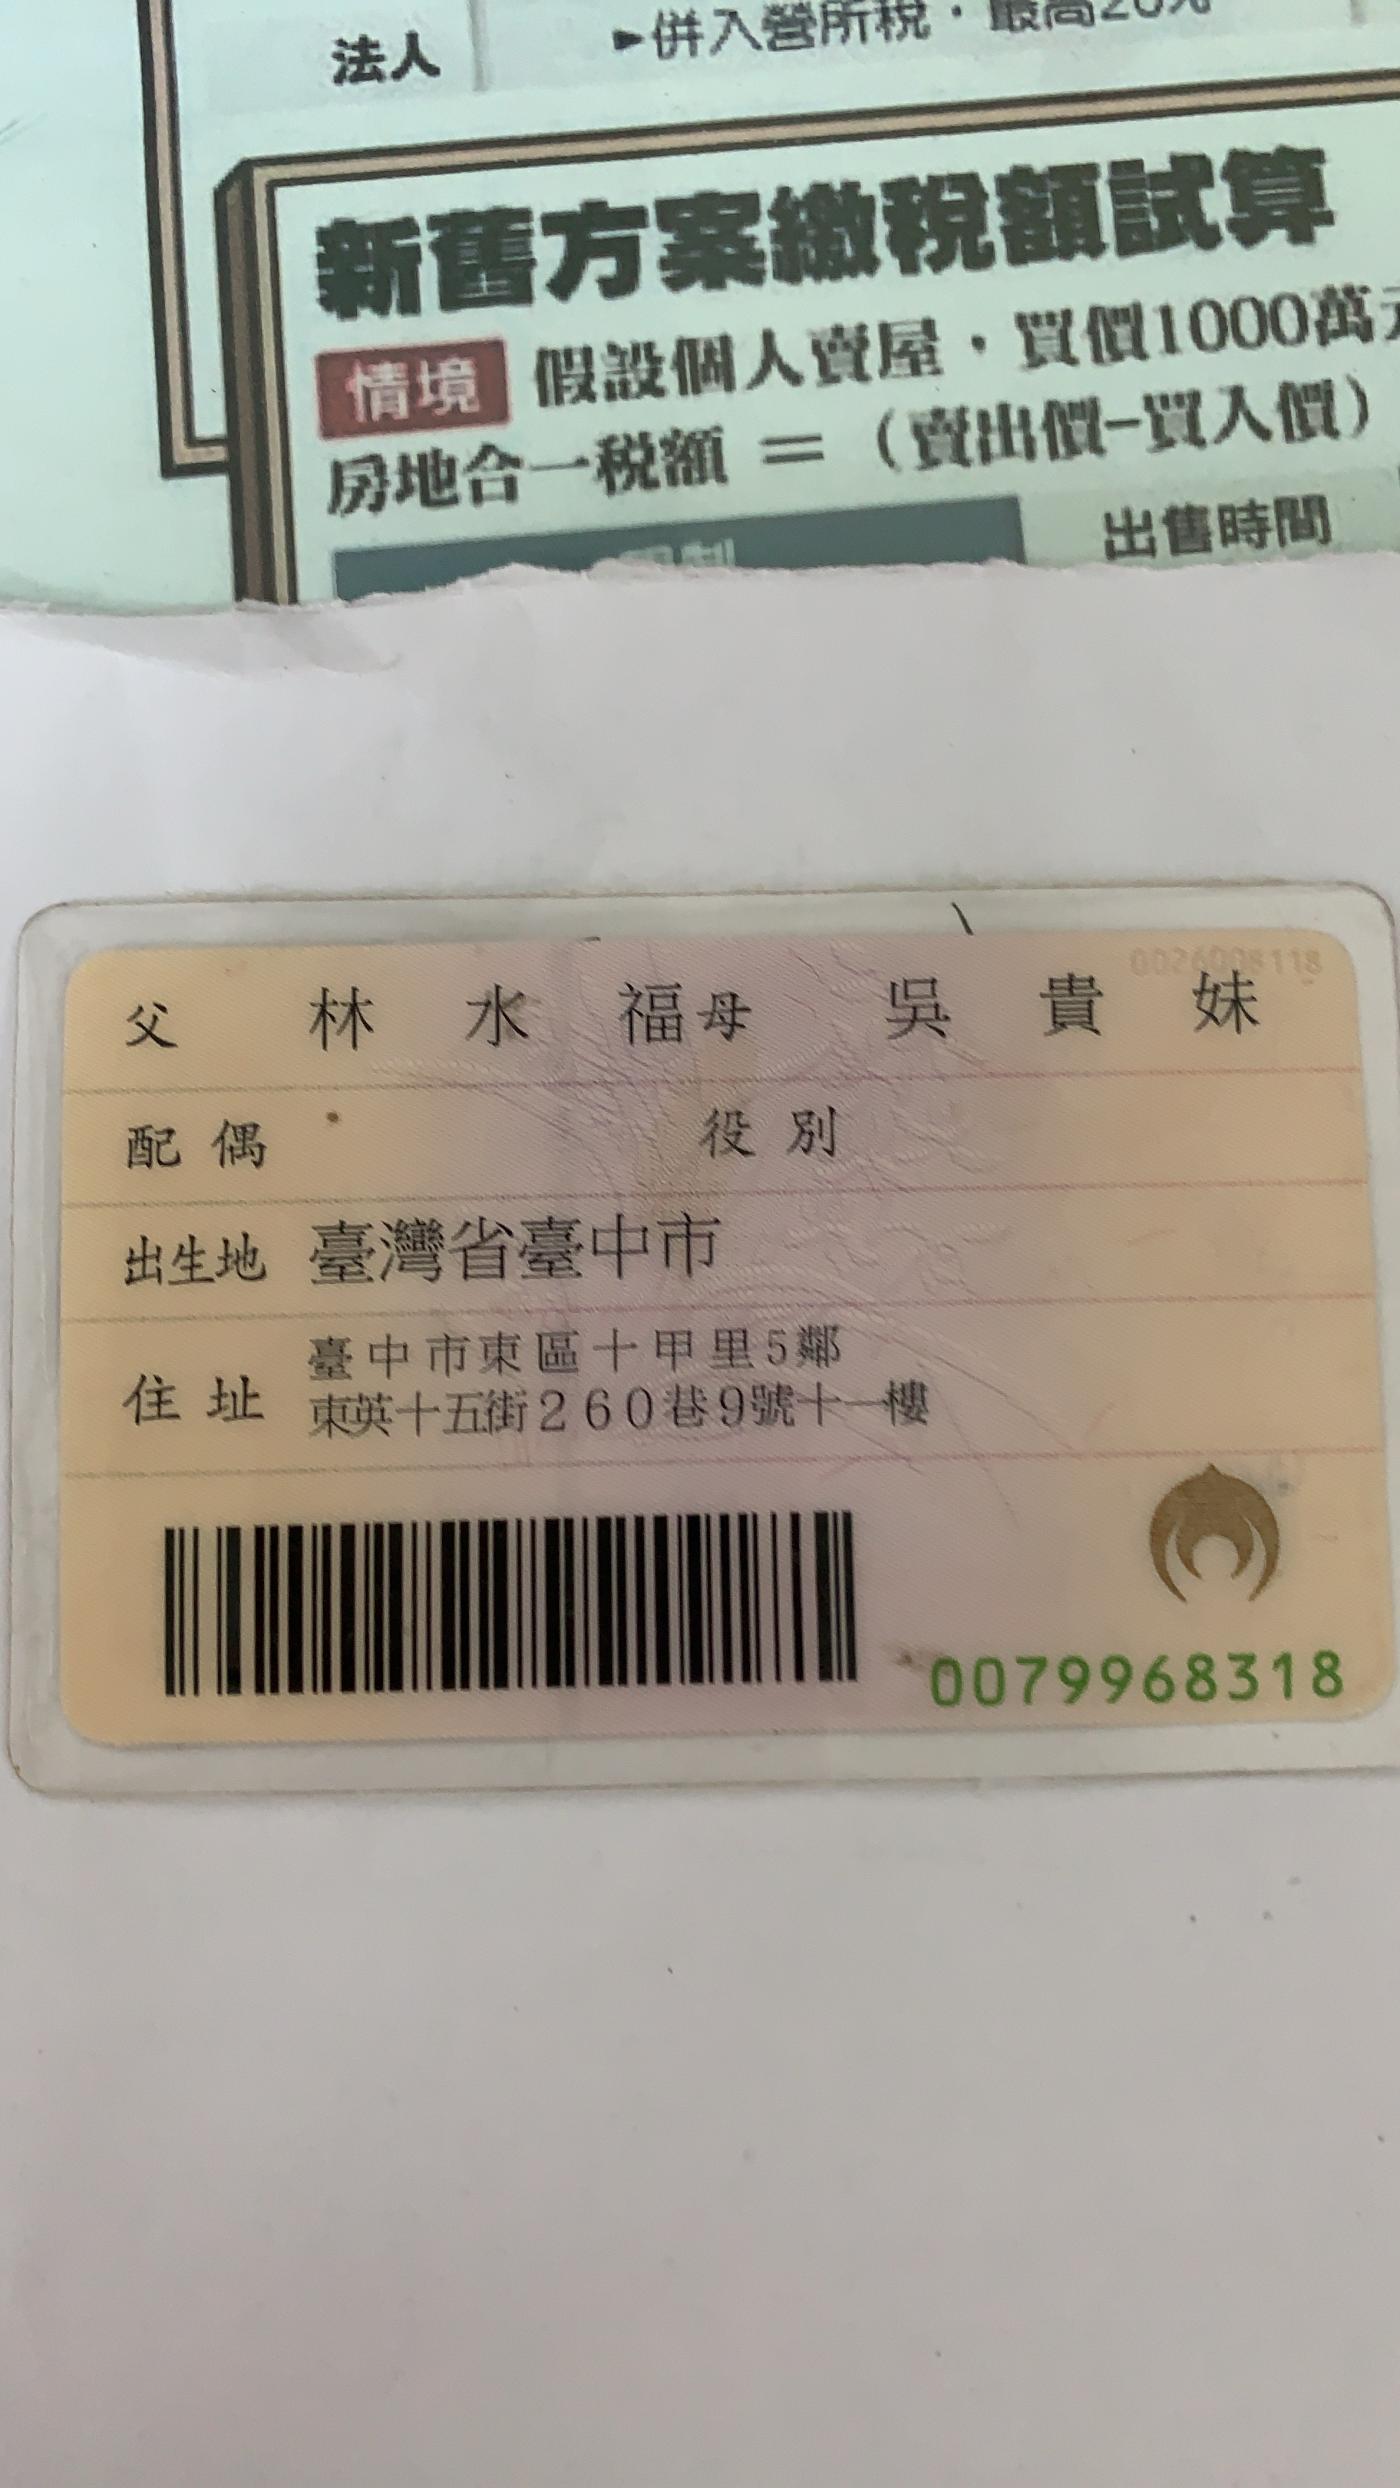 法人
►併入營所稅，最高20%
新舊方案繳稅額試算
情境 假設個人賣屋，買價1000萬元
房地合一稅額 ＝（賣出價-買入價）
出售時間
0026008118
父 林水福 母 吳貴妹
配偶 役別
出生地 臺灣省臺中市
住址 臺中市東區十甲里5鄰
東英十五街260巷9號十一樓
0079968318